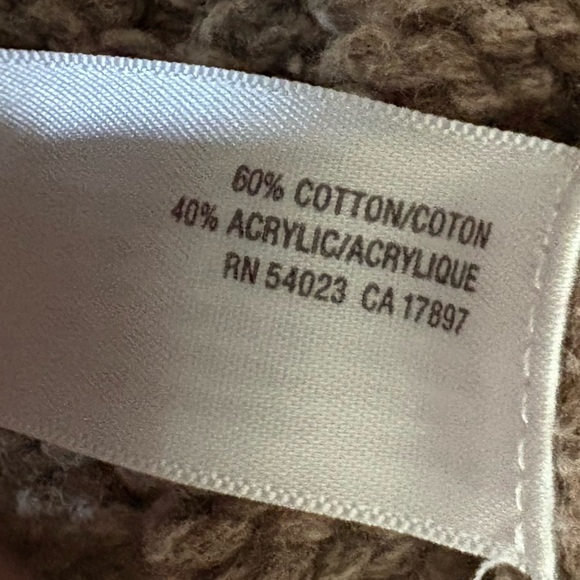 60% COTTON/COTON
40% ACRYLIC/ACRYLIQUE
RN 54023 CA 17897